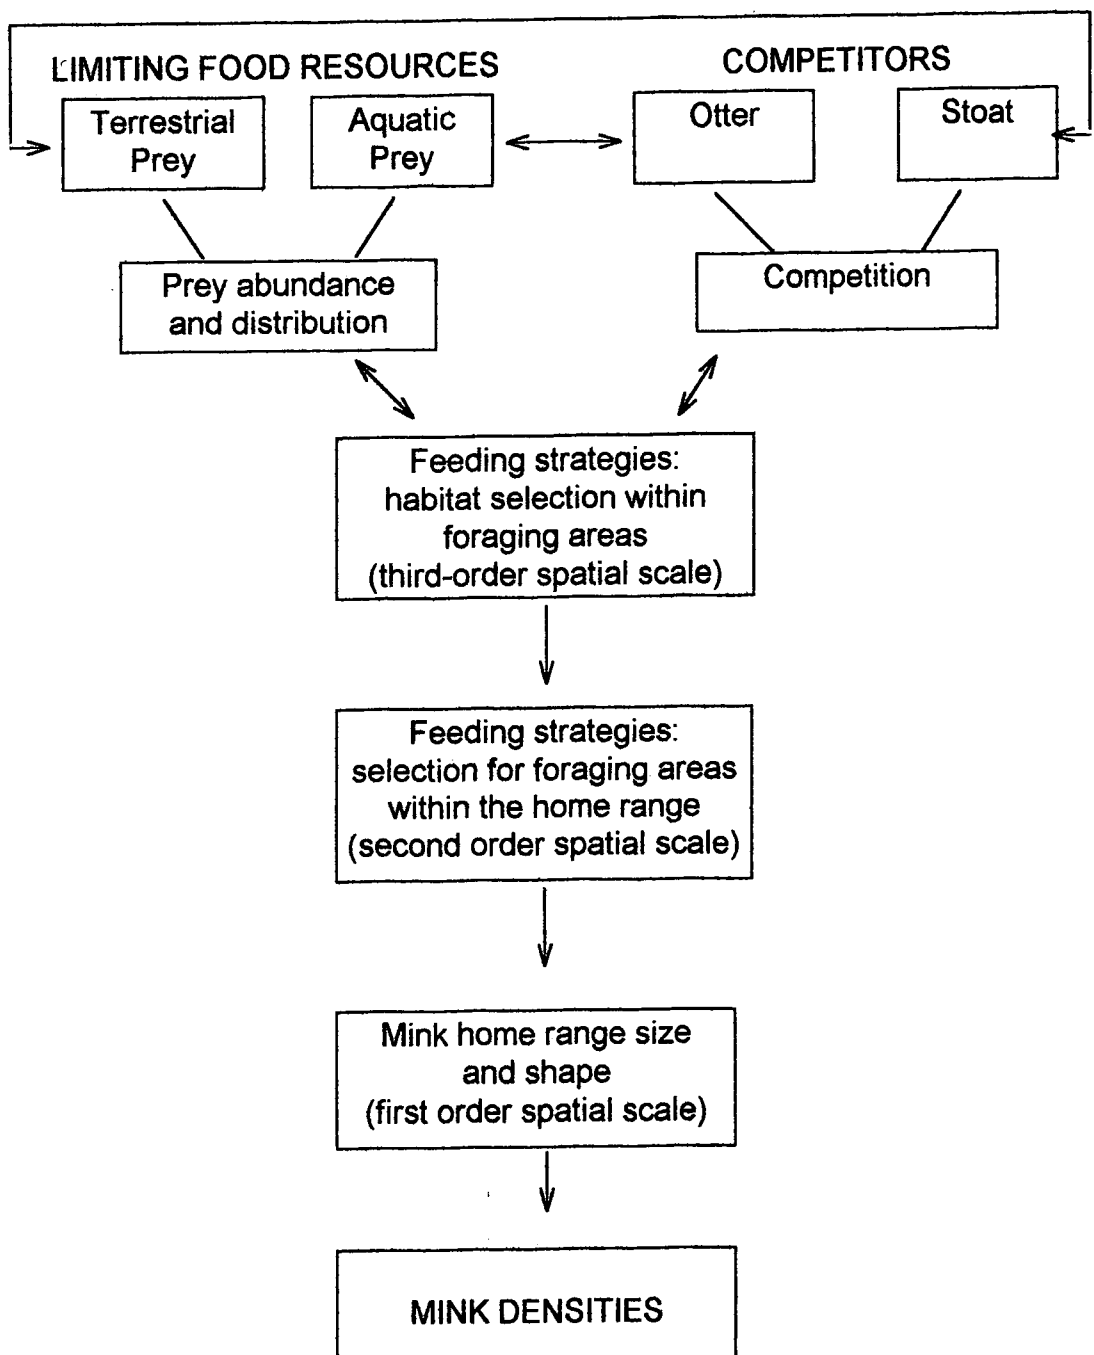 LIMITING FOOD RESOURCES
COMPETITORS
Terrestrial
Prey
Aquatic
Prey
Otter
Stoat
Prey abundance
and distribution
Competition
Feeding strategies:
habitat selection within
foraging areas
(third-order spatial scale)
Feeding strategies:
selection for foraging areas
within the home range
(second order spatial scale)
Mink home range size
and shape
(first order spatial scale)
MINK DENSITIES